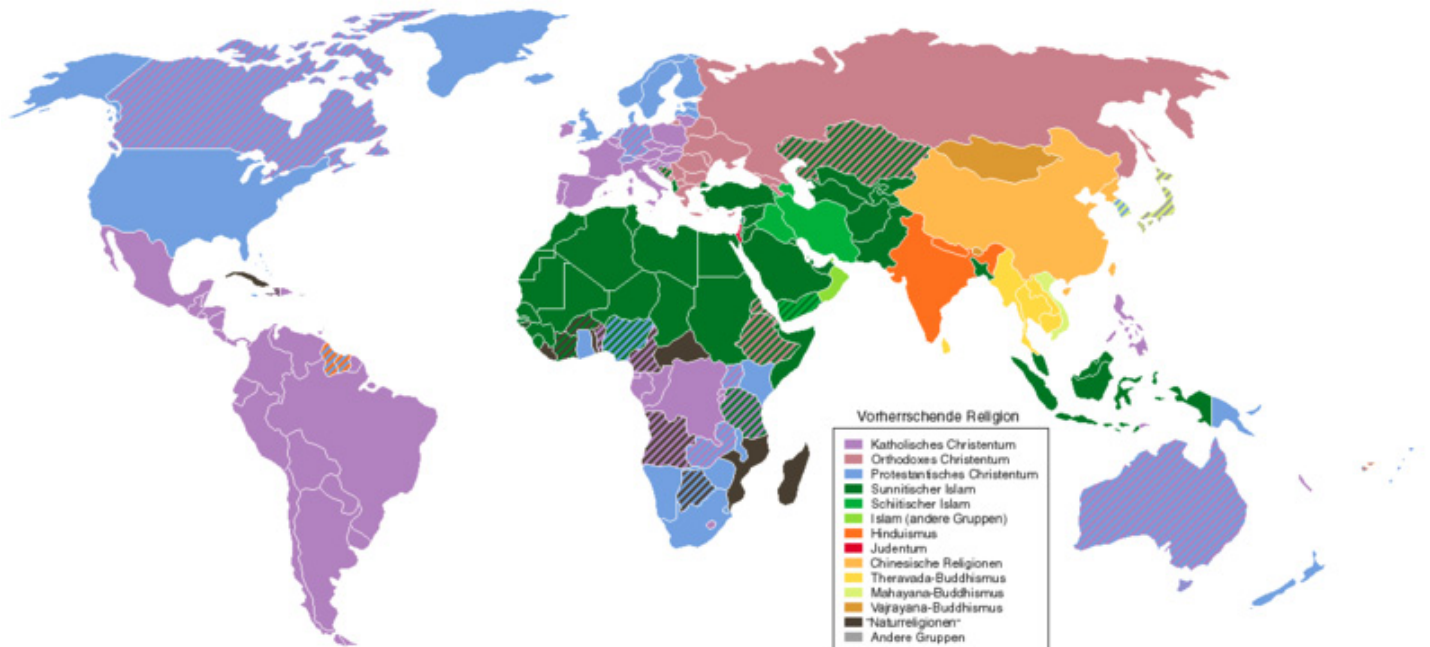 Vorherrschende Religion
Katholisches Christentum
Orthodoxes Christentum
Protestantisches Christentum
Sunnitischer Islam
Schiitischer Islam
Islam (andere Gruppen)
Hinduismus
Judentum
Chinesische Religionen
Theravada-Buddhismus
Mahayana-Buddhismus
Vajrayana-Buddhismus
"Naturreligionen"
Andere Gruppen